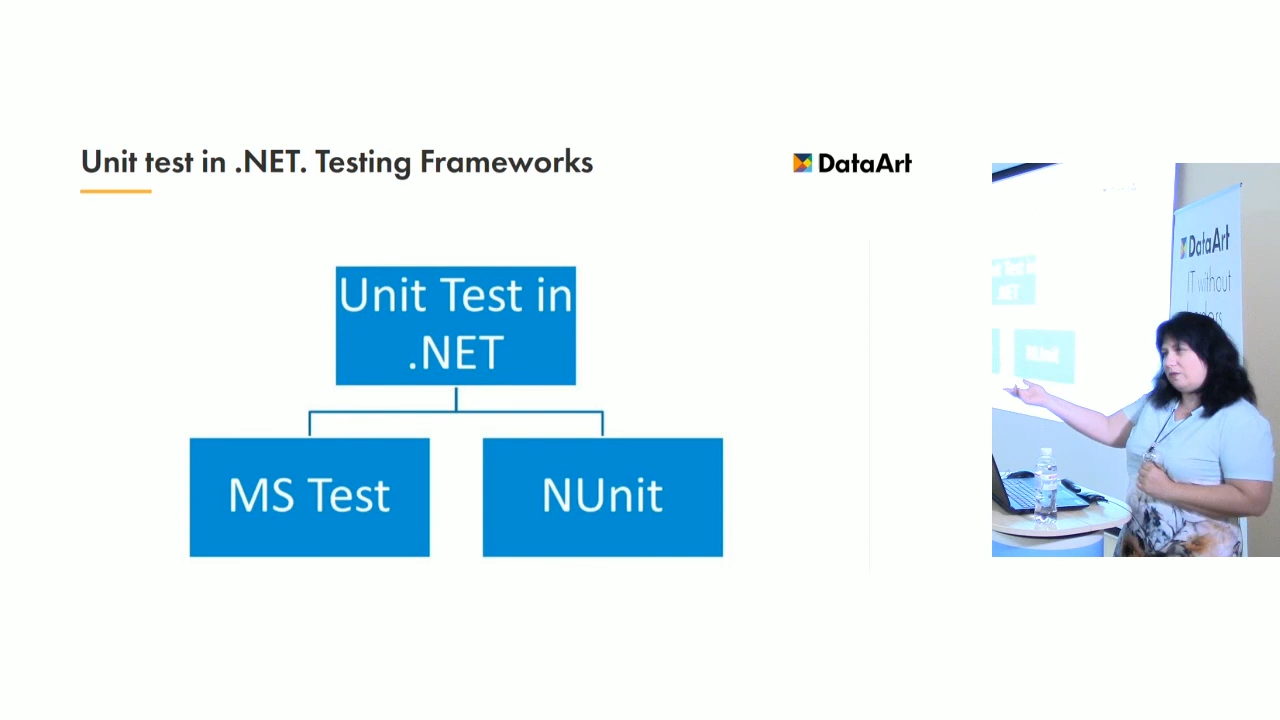 Unit test in .NET. Testing Frameworks
DataArt
Unit Test in
.NET
MS Test
NUnit
DataArt
IT without